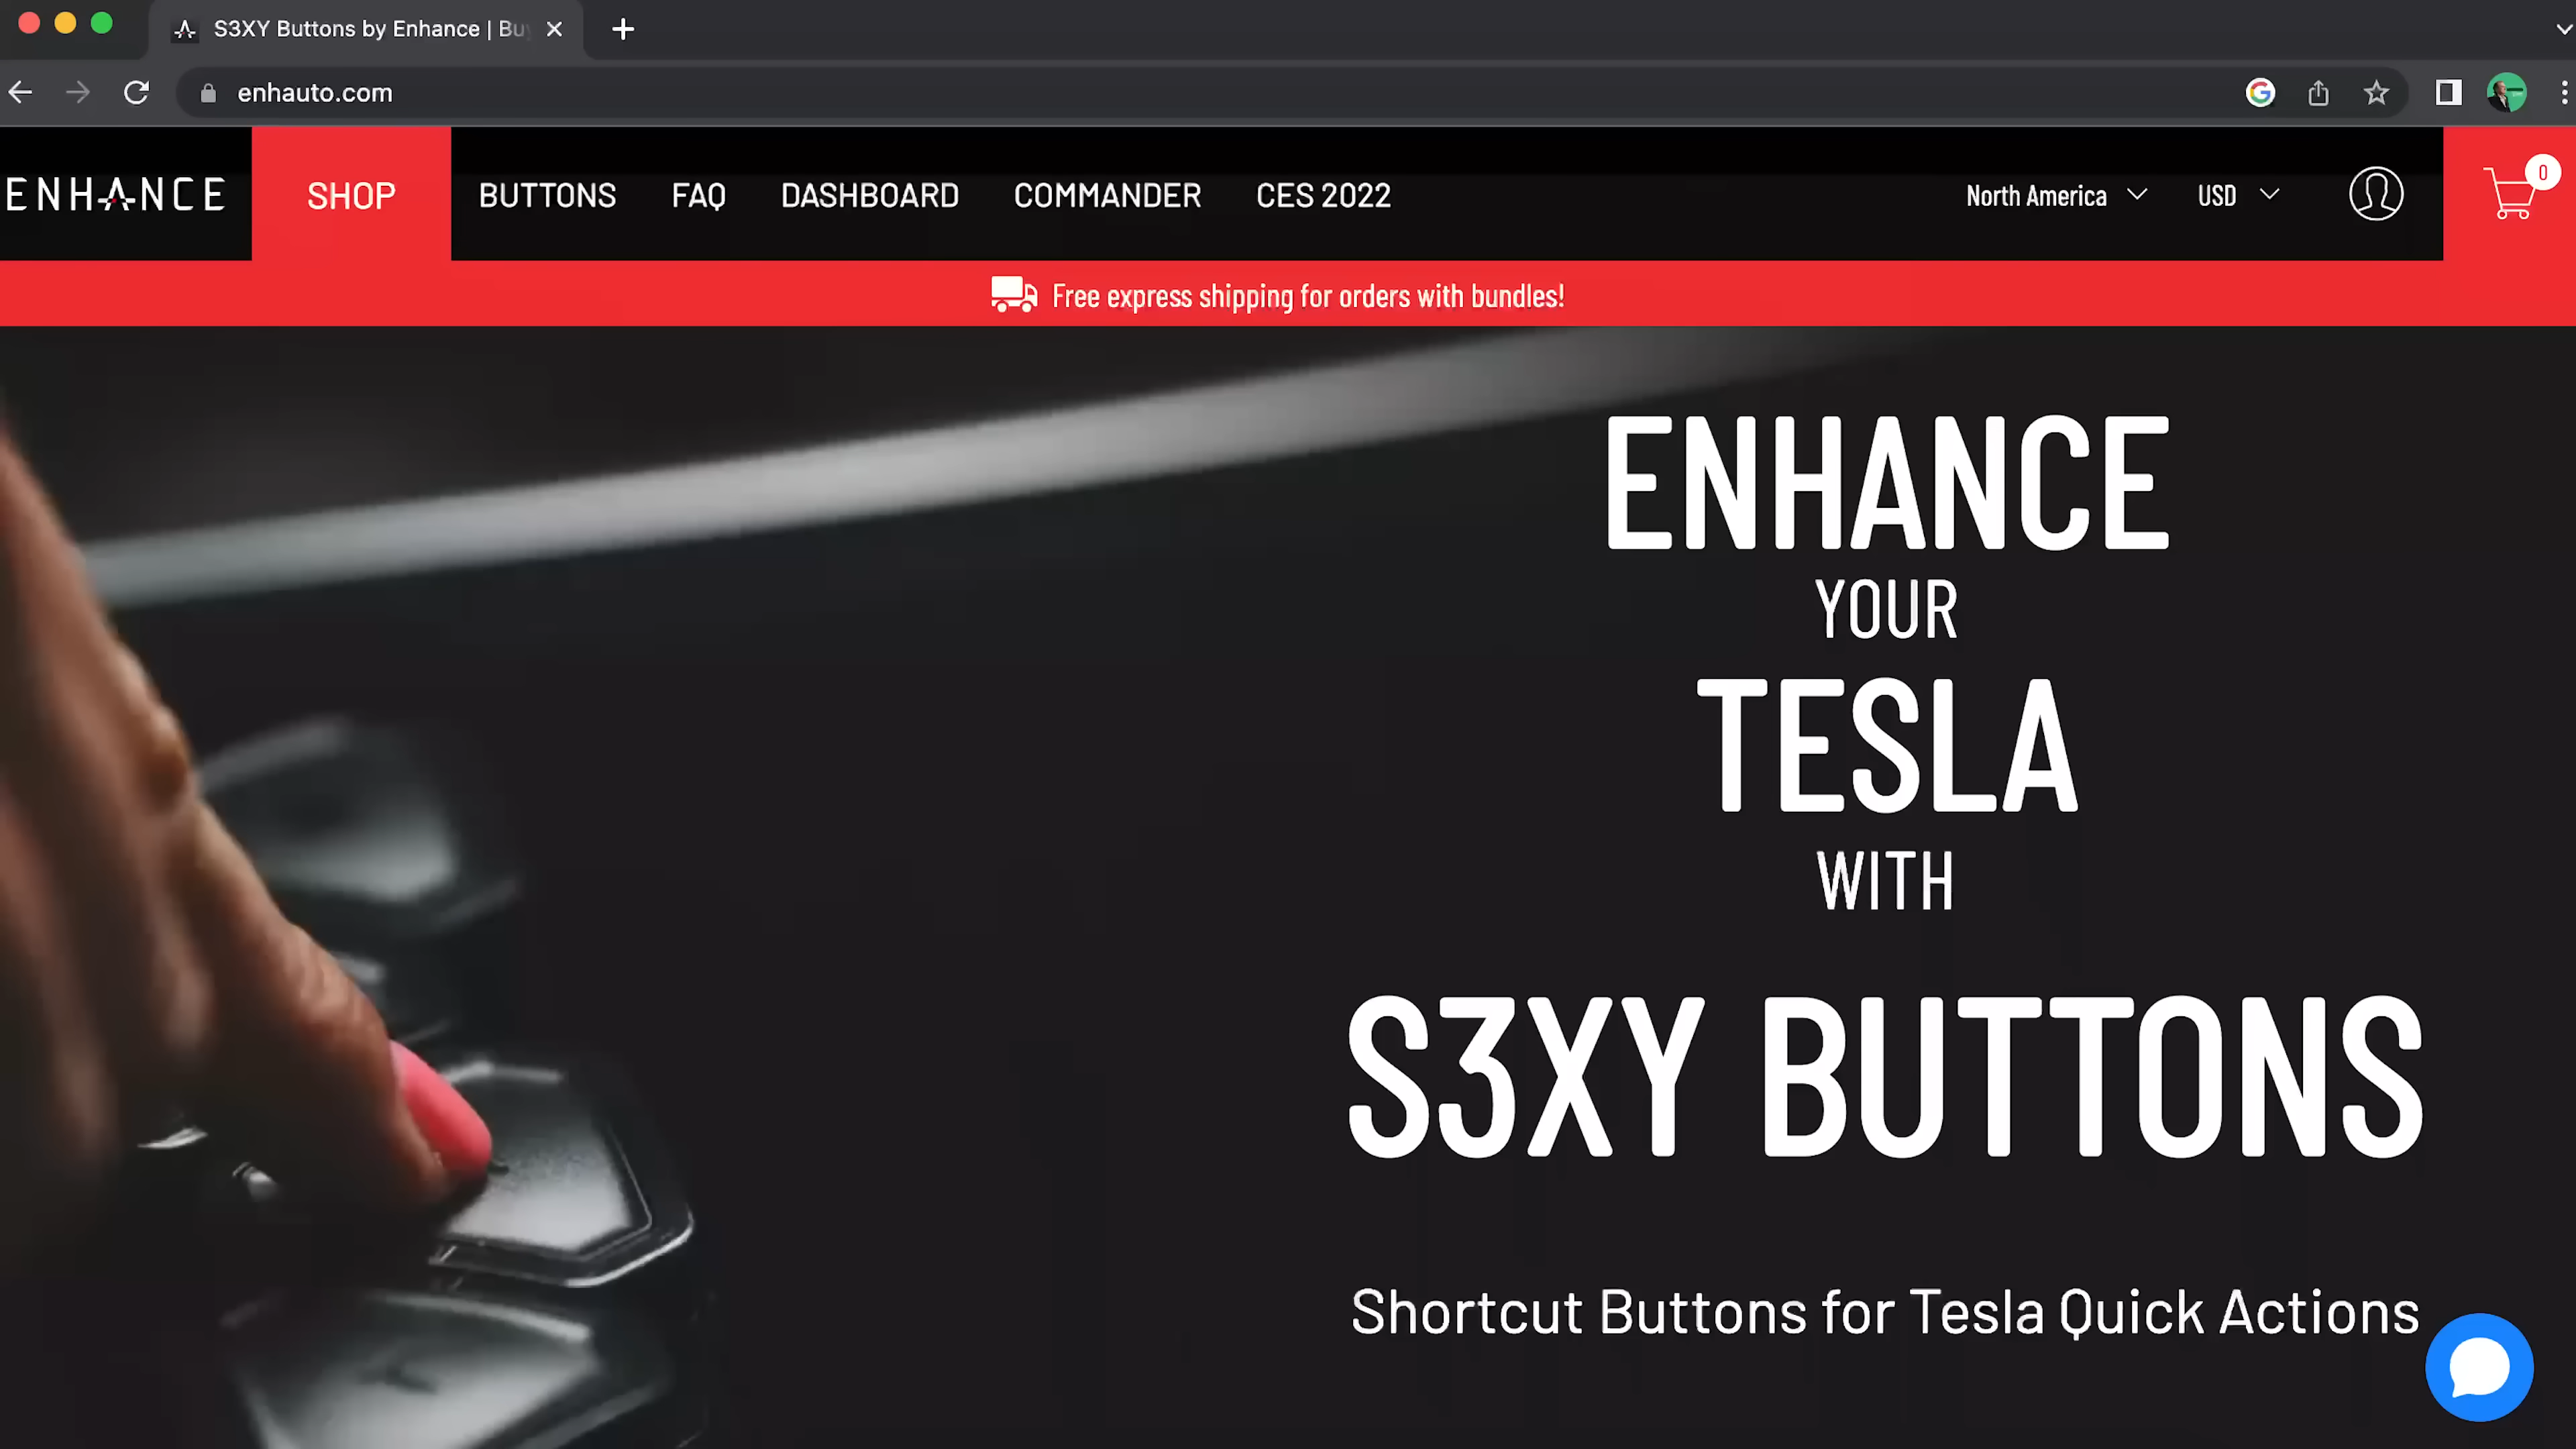 S3XY Buttons by Enhance | Bu
enhauto.com
ENHANCE
SHOP
BUTTONS
FAQ
DASHBOARD
COMMANDER
CES 2022
North America
USD
0
Free express shipping for orders with bundles!
ENHANCE
YOUR
TESLA
WITH
S3XY BUTTONS
Shortcut Buttons for Tesla Quick Actions